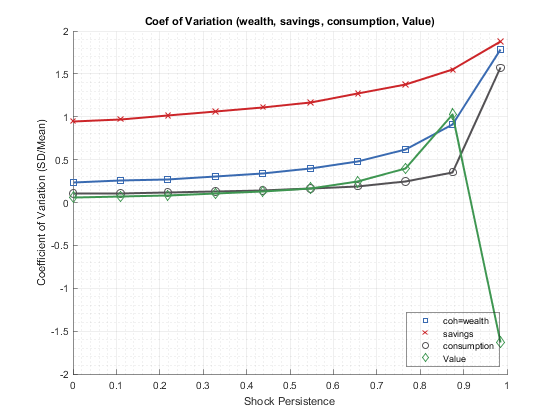 Coef of Variation (wealth, savings, consumption, Value)
2
1.5
1
0.5
0
-0.5
-1
-1.5
-2
Coefficient of Variation (SD/Mean)
0
0.1
0.2
0.3
0.4
0.5
0.6
0.7
0.8
0.9
1
Shock Persistence
coh=wealth
savings
consumption
Value